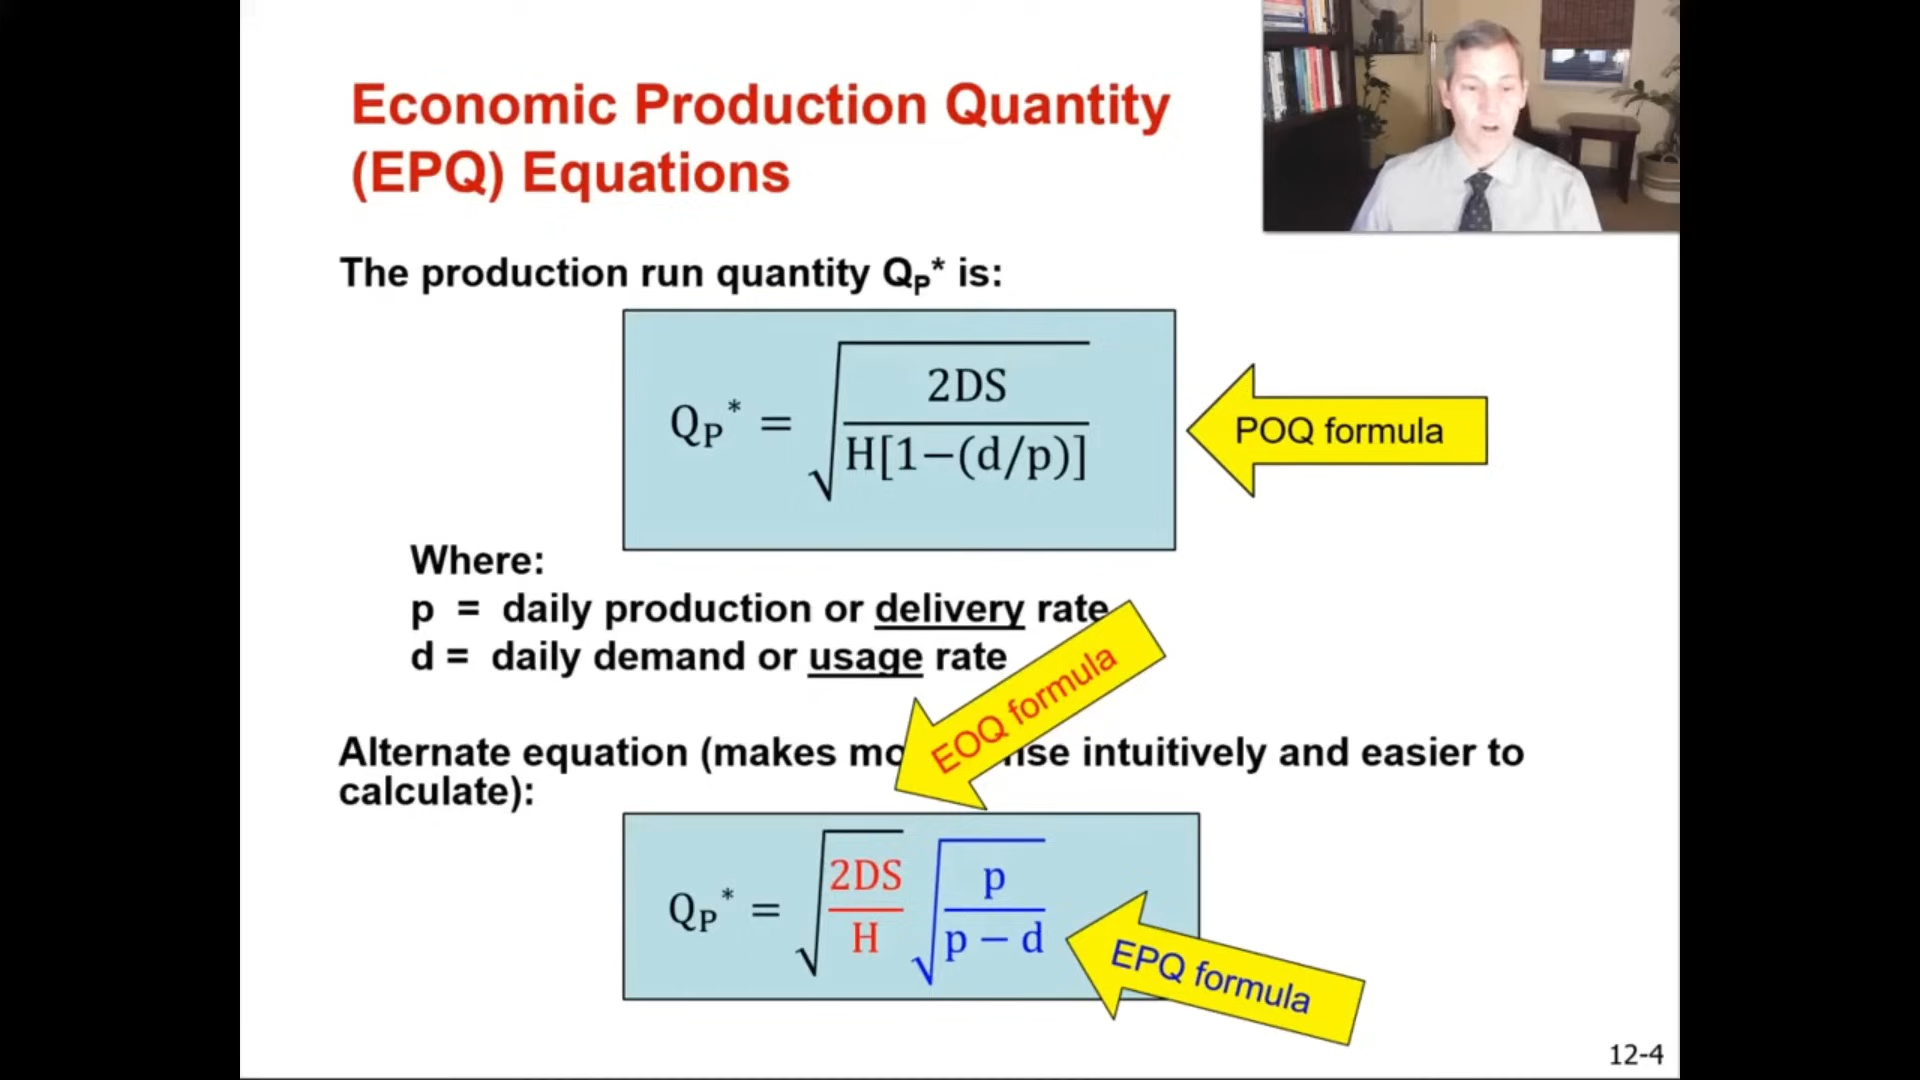 Economic Production Quantity
(EPQ) Equations
The production run quantity Qₚ* is:
Qₚ* = √(2DS / H[1−(d/p)])
POQ formula
Where:
p = daily production or delivery rate
d = daily demand or usage rate
EOQ formula
Alternate equation (makes intuitively and easier to
calculate):
Qₚ* = √(2DS / H) √(p / p − d)
EPQ formula
12-4